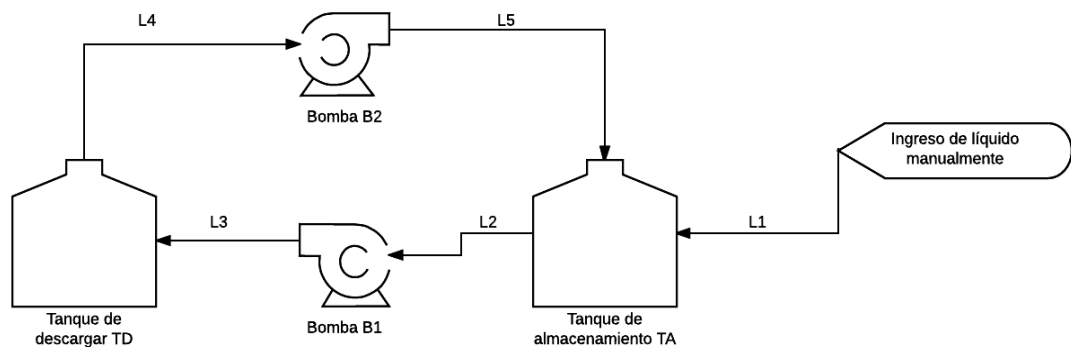 L4
L5
Bomba B2
Ingreso de líquido
manualmente
L3
L2
L1
Tanque de
descargar TD
Bomba B1
Tanque de
almacenamiento TA